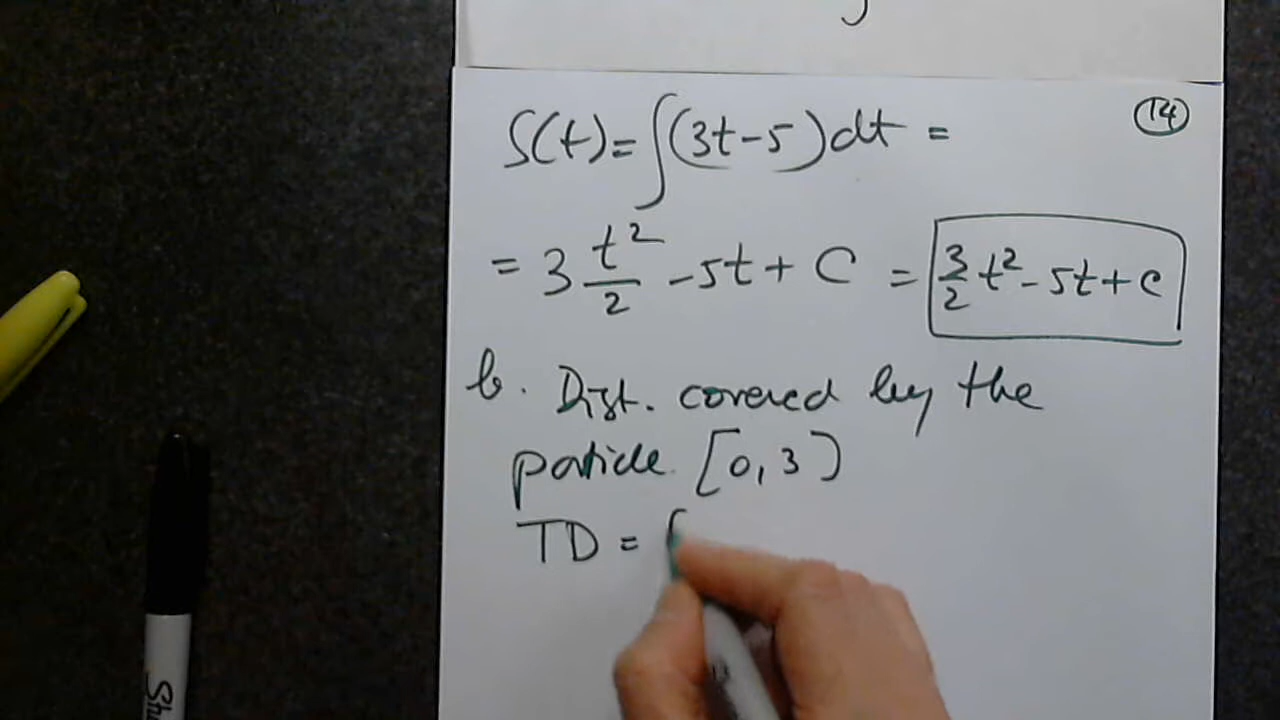 14
S(t) = ∫(3t-5)dt =
= 3 t²/2 - 5t + C = 3/2 t² - 5t + C
b. Dist. covered by the
paticle [0,3]
TD = ∫